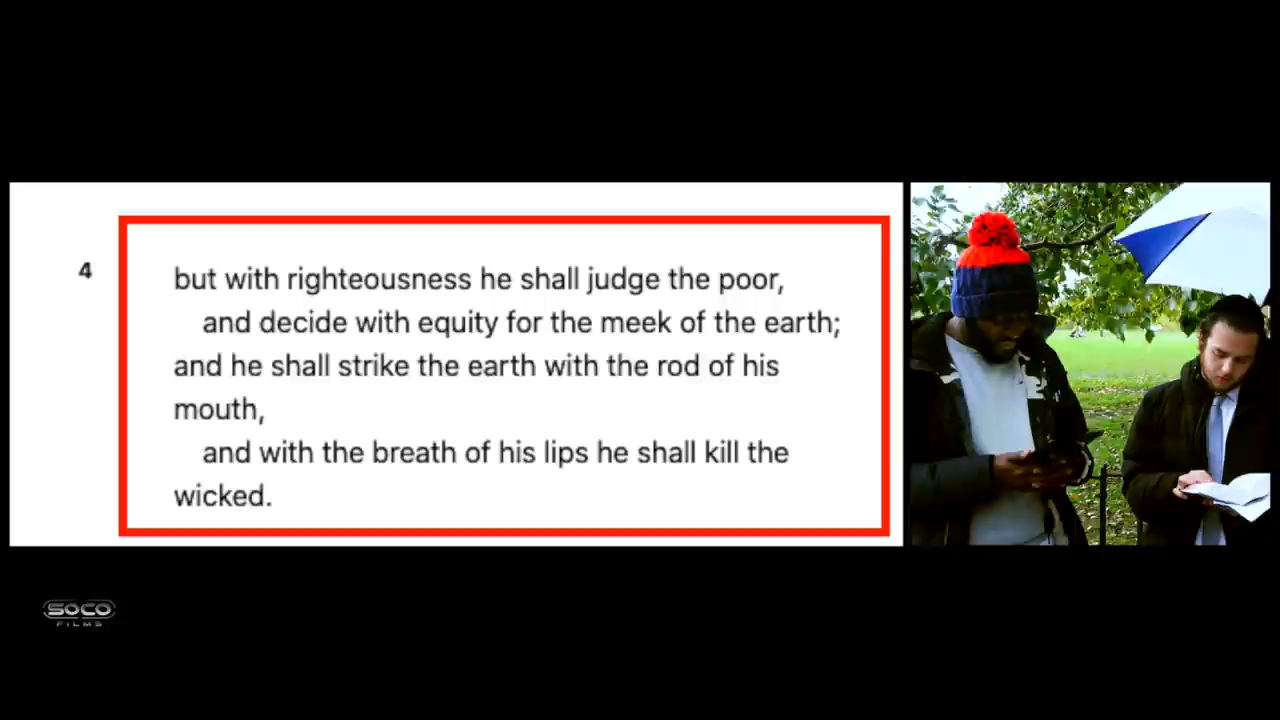 4
but with righteousness he shall judge the poor,
and decide with equity for the meek of the earth;
and he shall strike the earth with the rod of his
mouth,
and with the breath of his lips he shall kill the
wicked.
SOCO
FILMS